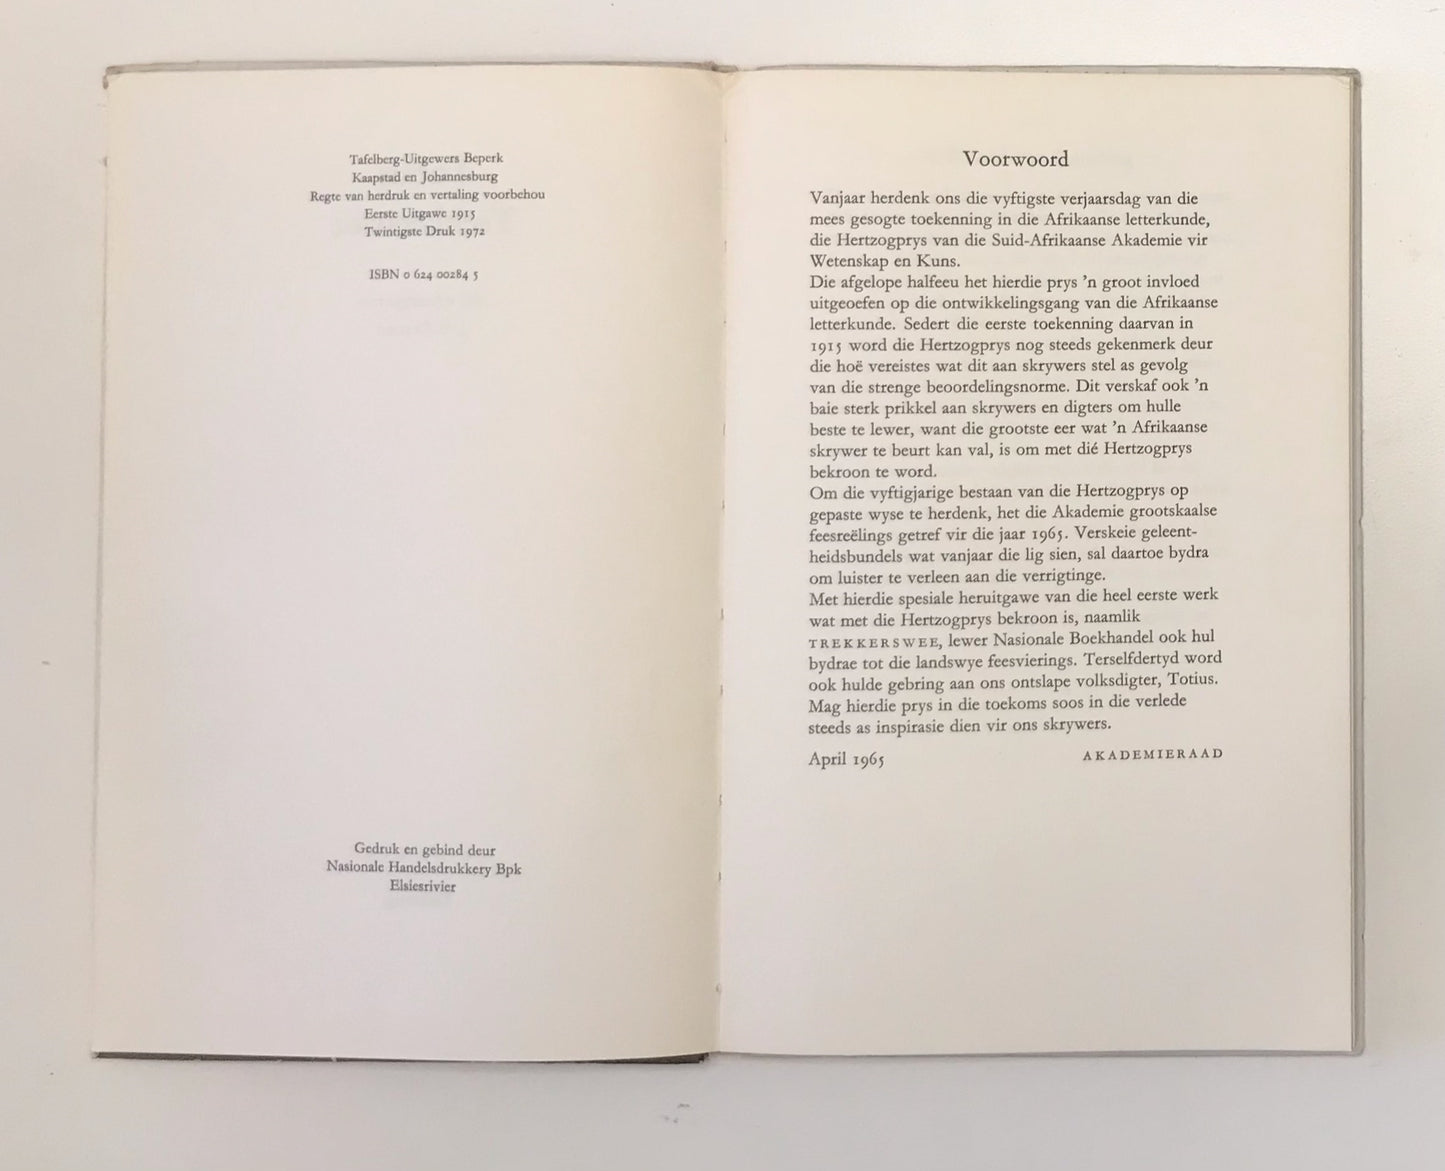 Tafelberg-Uitgewers Beperk
Kaapstad en Johannesburg
Regte van herdruk en vertaling voorbehou
Eerste Uitgawe 1915
Twintigste Druk 1972
ISBN 0 624 00284 5
Gedruk en gebind deur
Nasionale Handelsdrukkery Bpk
Elsiesrivier
Voorwoord
Vanjaar herdenk ons die vyftigste verjaarsdag van die
mees gesogte toekenning in die Afrikaanse letterkunde,
die Hertzogprys van die Suid-Afrikaanse Akademie vir
Wetenskap en Kuns.
Die afgelope halfeeu het hierdie prys ’n groot invloed
uitgeoefen op die ontwikkelingsgang van die Afrikaanse
letterkunde. Sedert die eerste toekenning daarvan in
1915 word die Hertzogprys nog steeds gekenmerk deur
die hoë vereistes wat dit aan skrywers stel as gevolg
van die strenge beoordelingsnorme. Dit verskaf ook ’n
baie sterk prikkel aan skrywers en digters om hulle
beste te lewer, want die grootste eer wat ’n Afrikaanse
skrywer te beurt kan val, is om met dié Hertzogprys
bekroon te word.
Om die vyftigjarige bestaan van die Hertzogprys op
gepaste wyse te herdenk, het die Akademie grootskaalse
feesreëlings getref vir die jaar 1965. Verskeie geleent-
heidsbundels wat vanjaar die lig sien, sal daartoe bydra
om luister te verleen aan die verrigtinge.
Met hierdie spesiale heruitgawe van die heel eerste werk
wat met die Hertzogprys bekroon is, naamlik
TREKKERSWEE, lewer Nasionale Boekhandel ook hul
bydrae tot die landswye feesvierings. Terselfdertyd word
ook hulde gebring aan ons ontslape volksdigter, Totius.
Mag hierdie prys in die toekoms soos in die verlede
steeds as inspirasie dien vir ons skrywers.
April 1965 AKADEMIERAAD